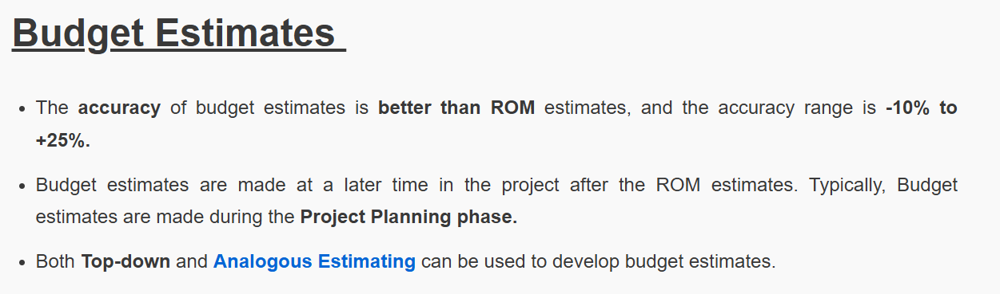 Budget Estimates
• The accuracy of budget estimates is better than ROM estimates, and the accuracy range is -10% to
+25%.
• Budget estimates are made at a later time in the project after the ROM estimates. Typically, Budget
estimates are made during the Project Planning phase.
• Both Top-down and Analogous Estimating can be used to develop budget estimates.